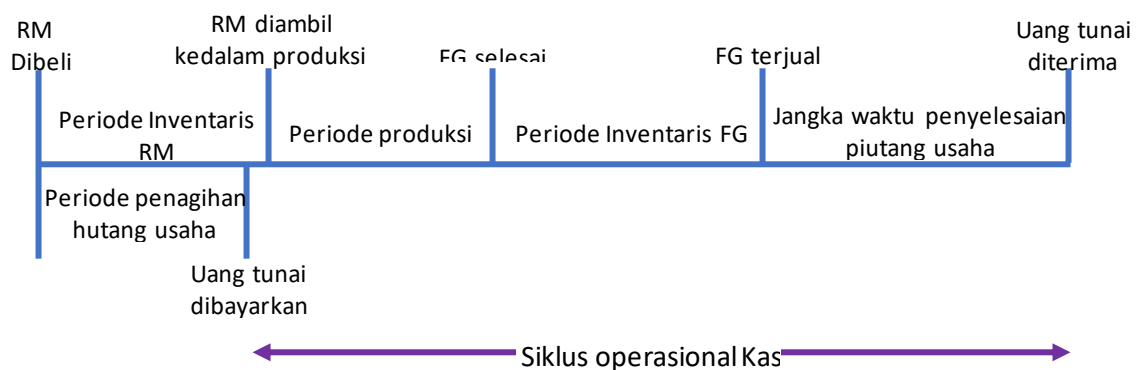 RM
Dibeli
RM diambil
kedalam produksi
FG selesai
FG terjual
Uang tunai
diterima
Periode Inventaris
RM
Periode produksi
Periode Inventaris FG
Jangka waktu penyelesaian
piutang usaha
Periode penagihan
hutang usaha
Uang tunai
dibayarkan
Siklus operasional Kas